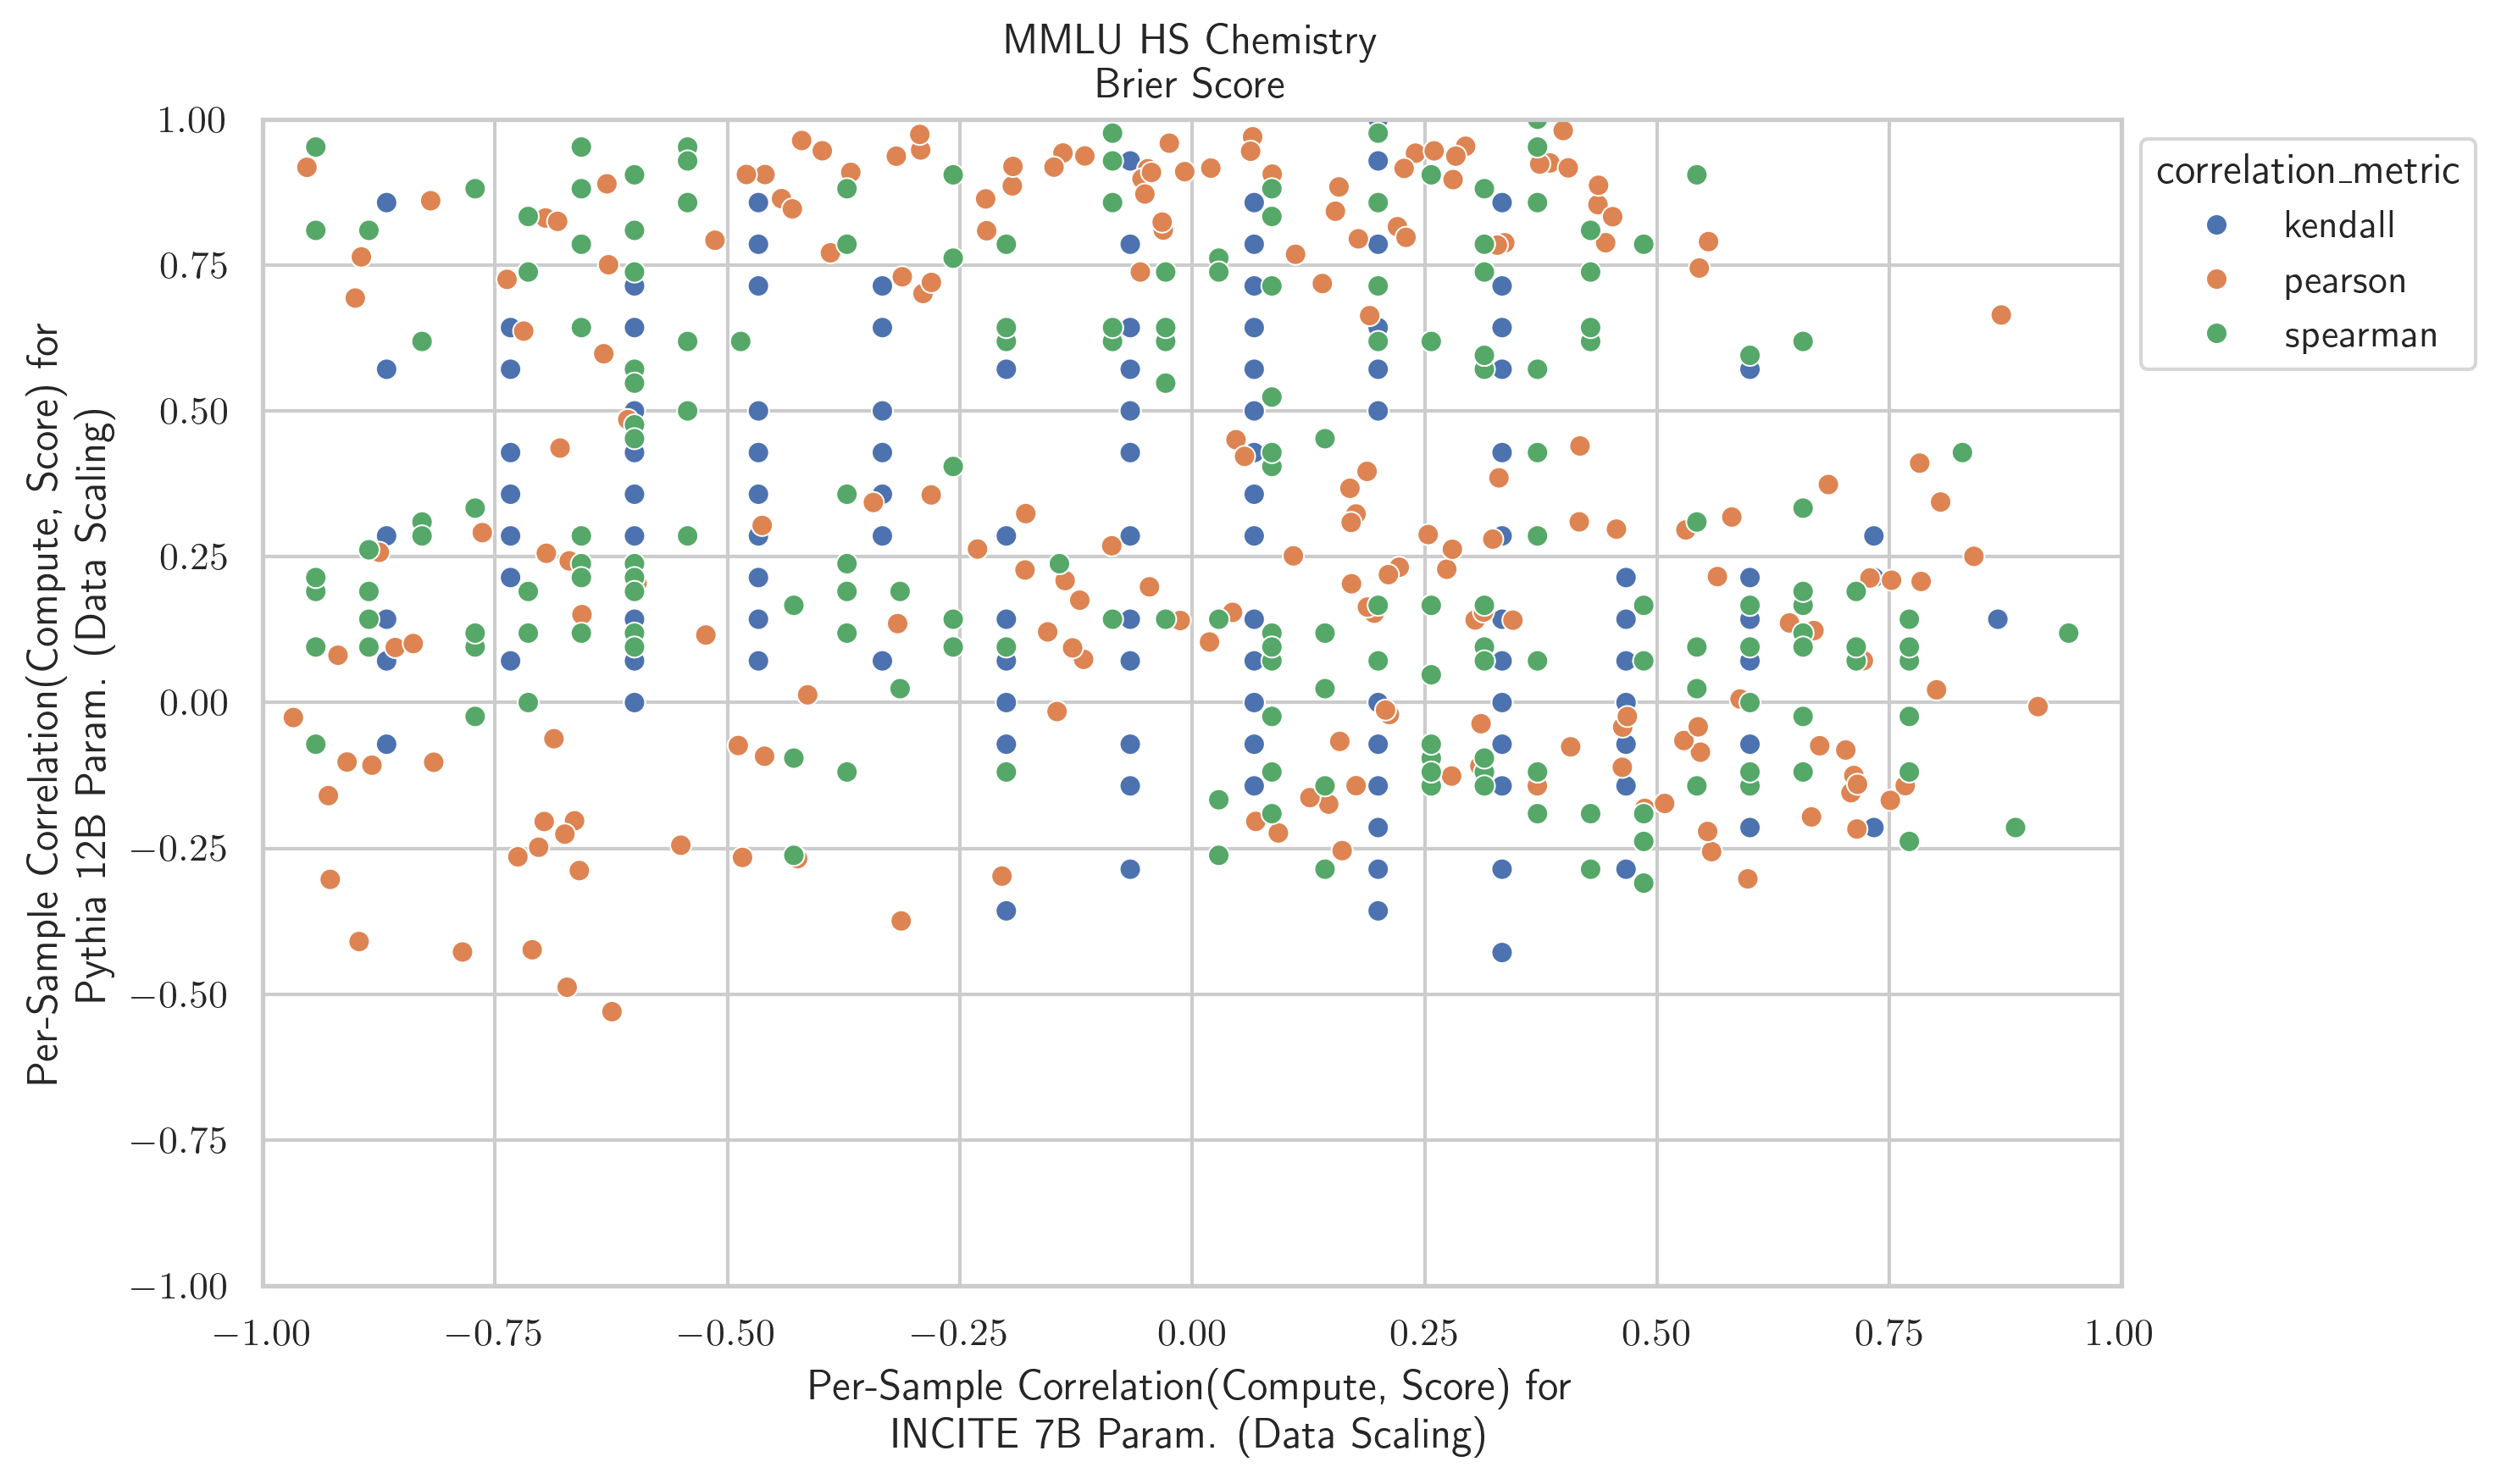 MMLU HS Chemistry
Brier Score
Per-Sample Correlation(Compute, Score) for
Pythia 12B Param. (Data Scaling)
1.00
0.75
0.50
0.25
0.00
−0.25
−0.50
−0.75
−1.00
−1.00 −0.75 −0.50 −0.25 0.00 0.25 0.50 0.75 1.00
Per-Sample Correlation(Compute, Score) for
INCITE 7B Param. (Data Scaling)
correlation_metric
kendall
pearson
spearman